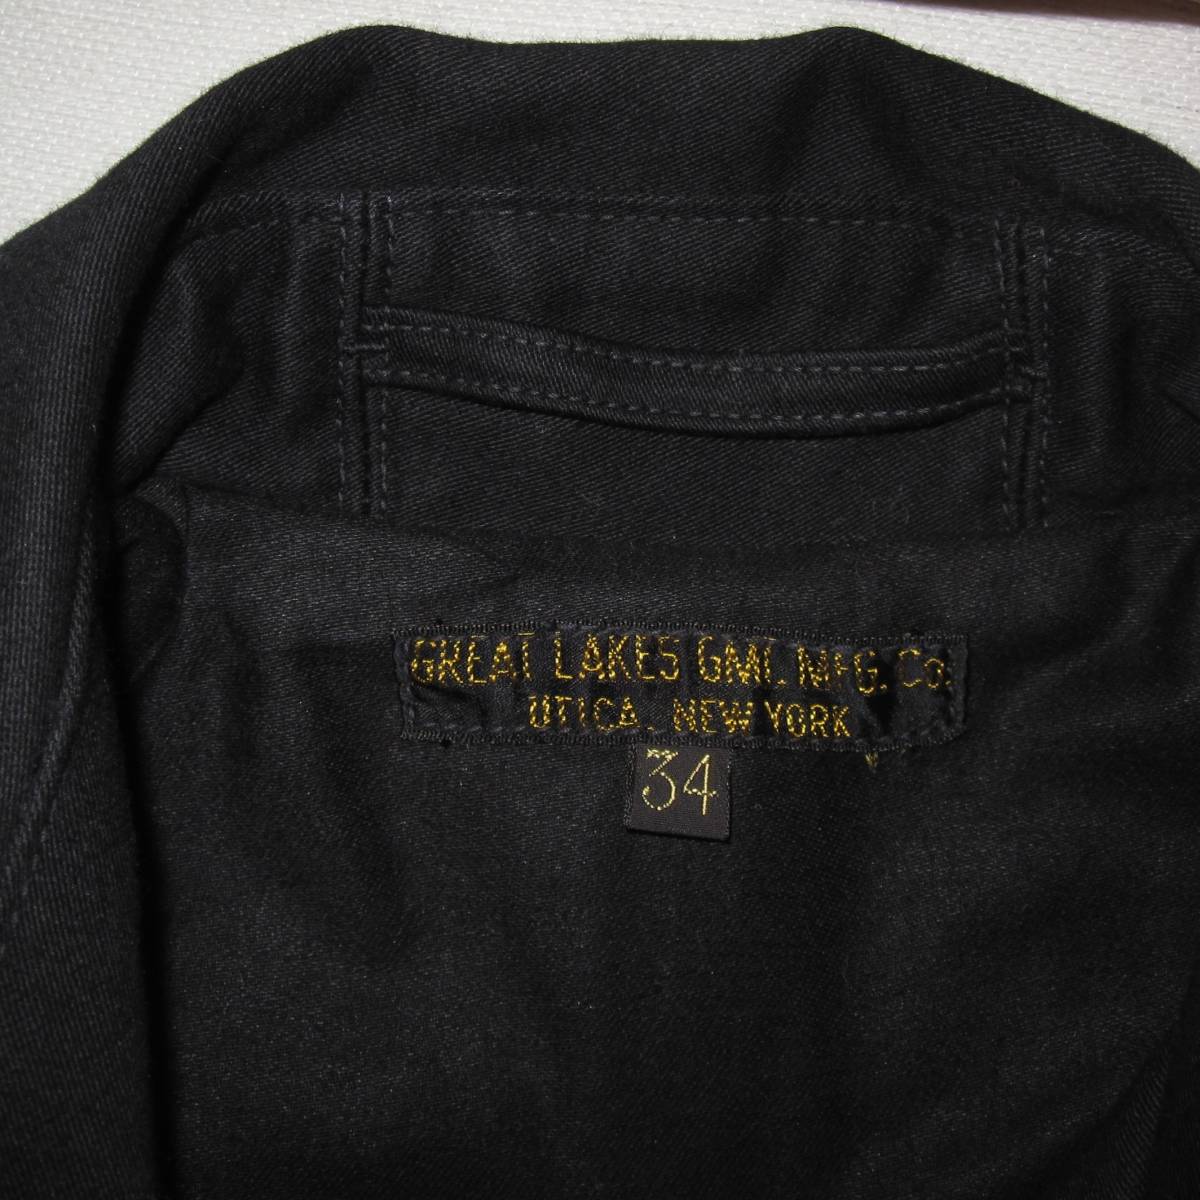 GREAT LAKES GMT. MFG. Co.
UTICA, NEW YORK
34